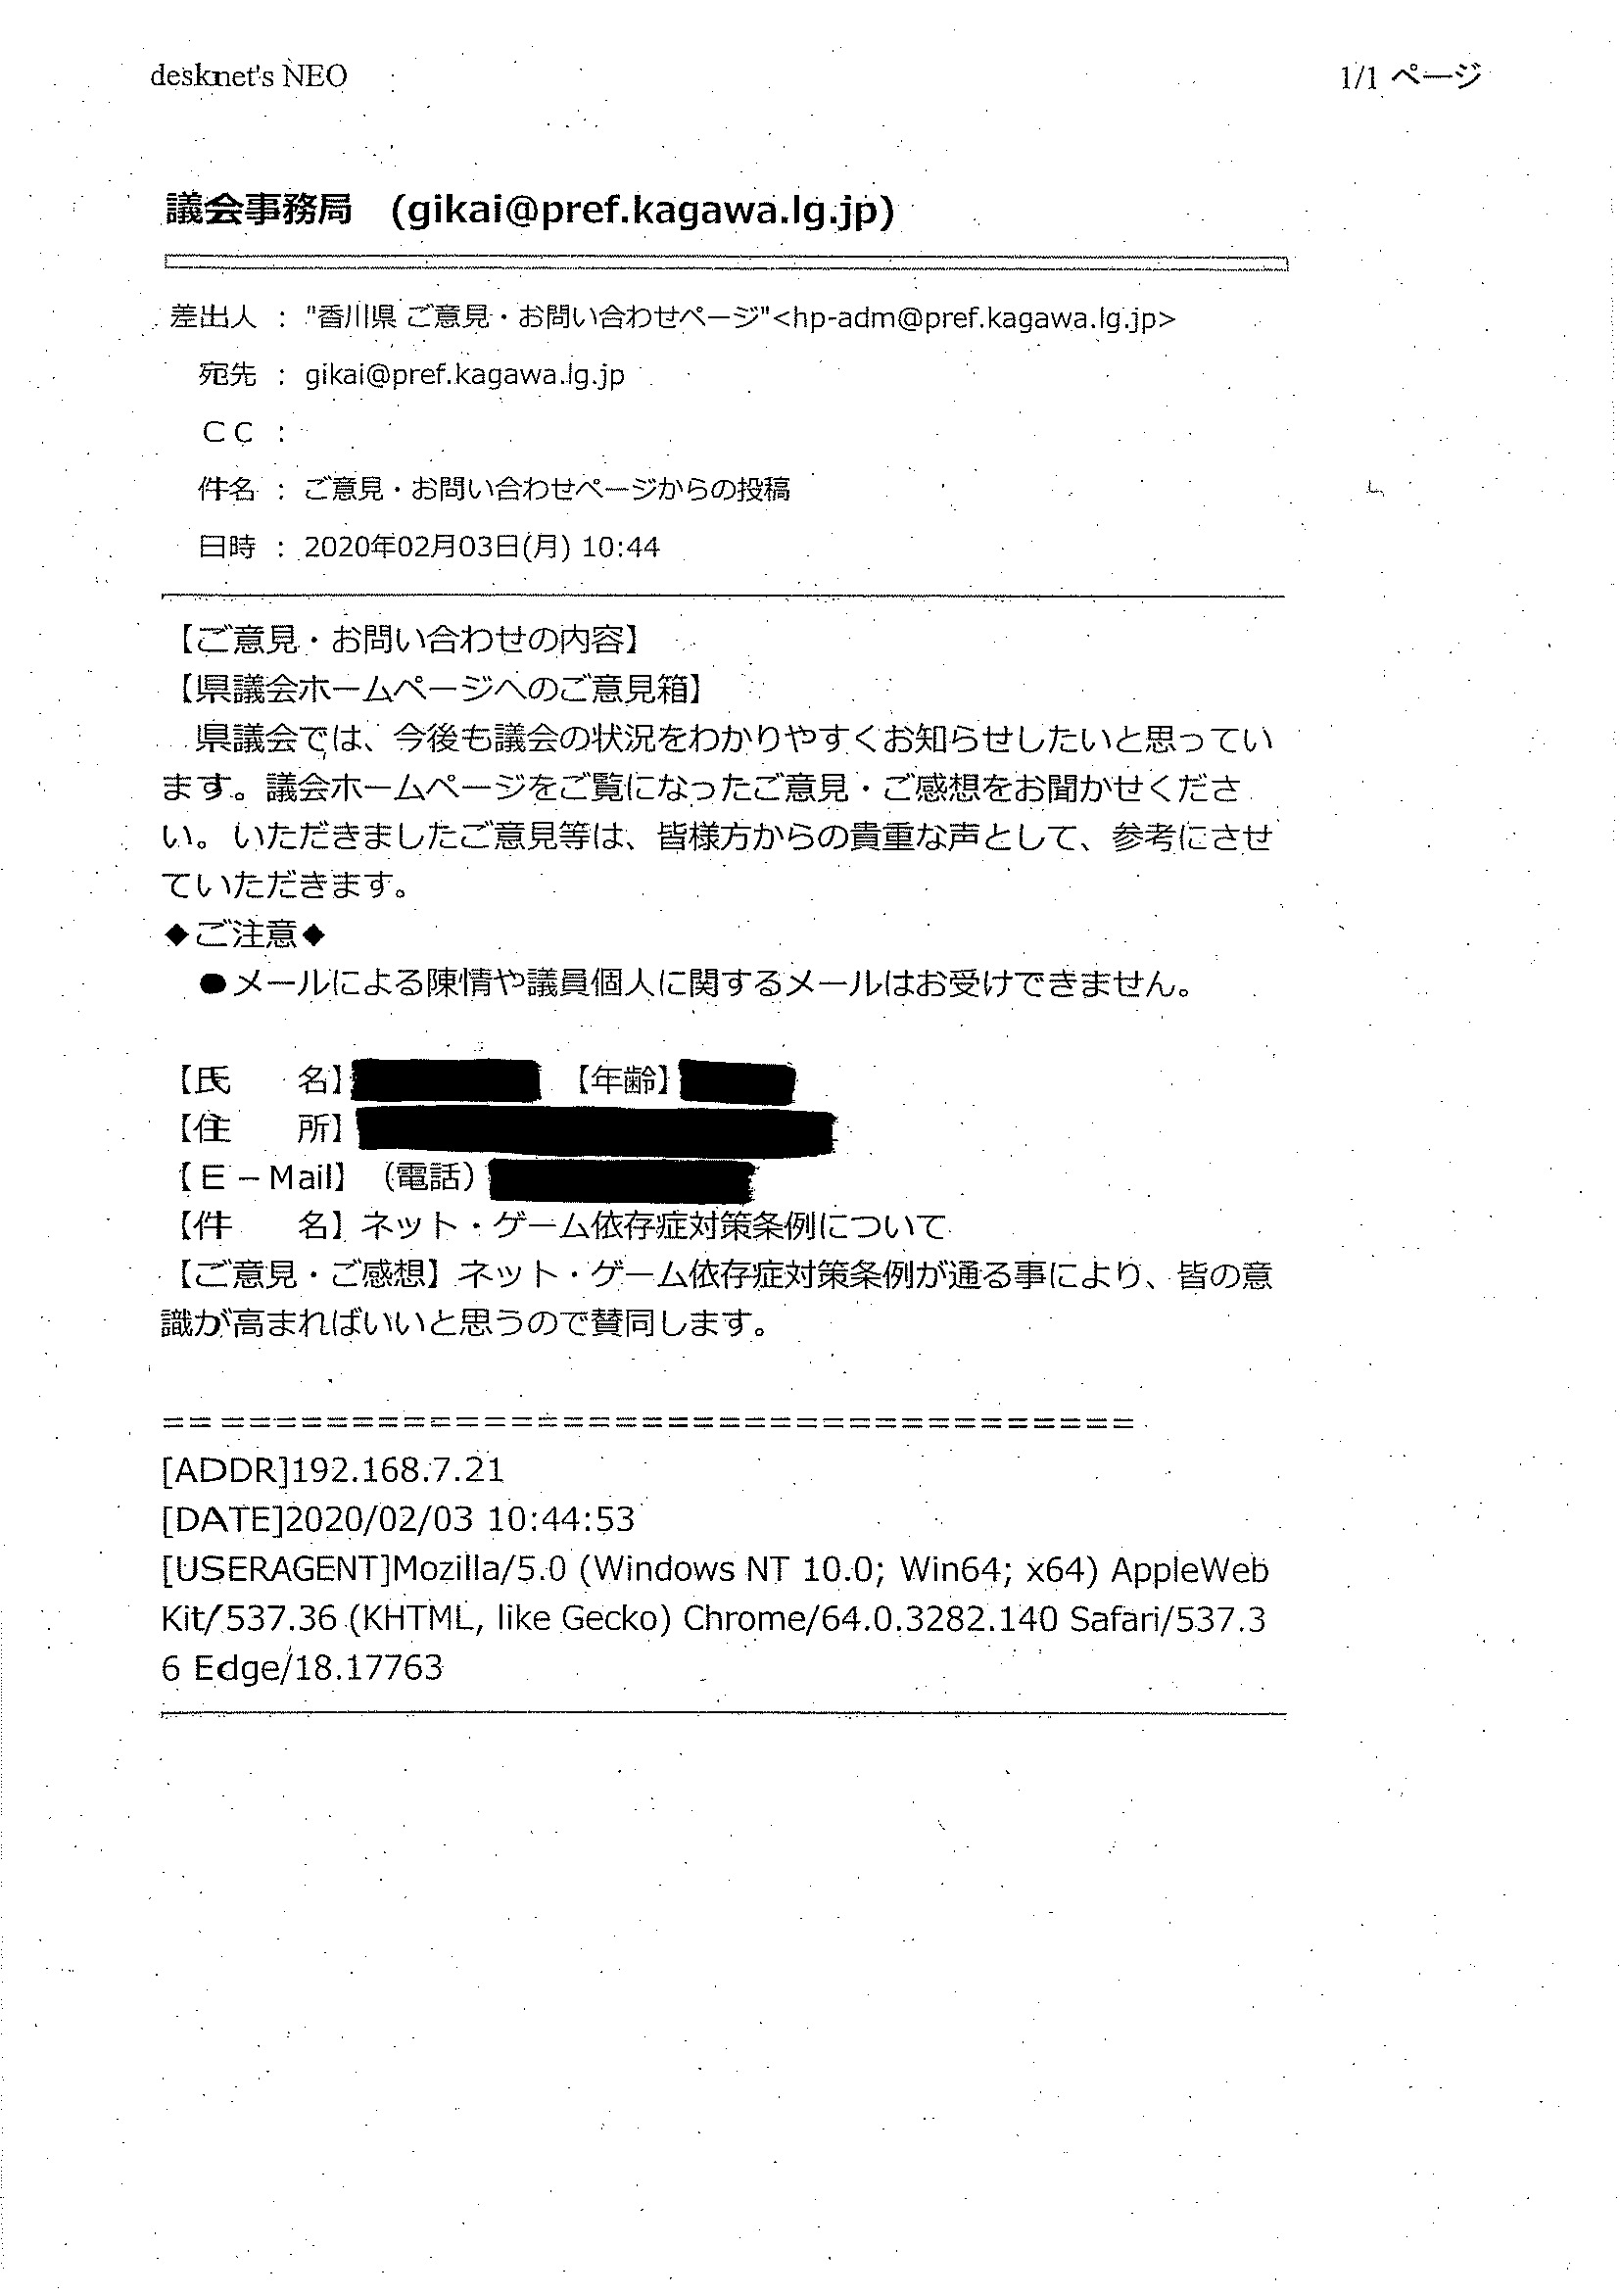 desknet's NEO
1/1 ページ
議会事務局 (gikai@pref.kagawa.lg.jp)
差出人 : "香川県 ご意見・お問い合わせページ"<hp-adm@pref.kagawa.lg.jp>
宛先 : gikai@pref.kagawa.lg.jp
ＣＣ :
件名 : ご意見・お問い合わせページからの投稿
日時 : 2020年02月03日(月) 10:44
【ご意見・お問い合わせの内容】
【県議会ホームページへのご意見箱】
県議会では、今後も議会の状況をわかりやすくお知らせしたいと思ってい
ます。議会ホームページをご覧になったご意見・ご感想をお聞かせくださ
い。いただきましたご意見等は、皆様方からの貴重な声として、参考にさせ
ていただきます。
◆ご注意◆
●メールによる陳情や議員個人に関するメールはお受けできません。
【氏　　名】 【年齢】
【住　　所】
【Ｅ－Mail】（電話）
【件　　名】ネット・ゲーム依存症対策条例について
【ご意見・ご感想】ネット・ゲーム依存症対策条例が通る事により、皆の意
識が高まればいいと思うので賛同します。
=====================================
[ADDR]192.168.7.21
[DATE]2020/02/03 10:44:53
[USERAGENT]Mozilla/5.0 (Windows NT 10.0; Win64; x64) AppleWeb
Kit/537.36 (KHTML, like Gecko) Chrome/64.0.3282.140 Safari/537.3
6 Edge/18.17763